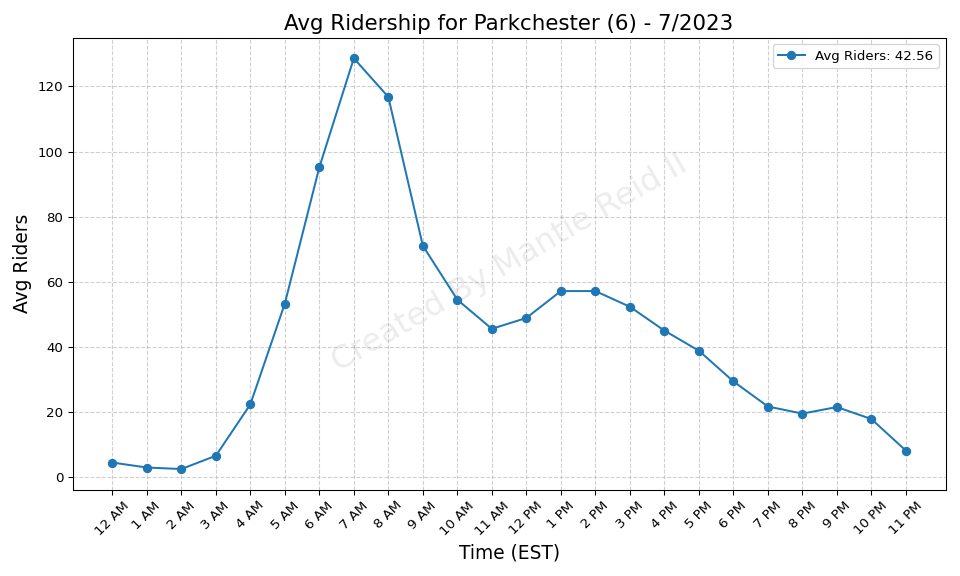 Avg Ridership for Parkchester (6) - 7/2023
Avg Riders: 42.56
Avg Riders
120
100
80
60
40
20
0
Created By Mantie Reid II
12 AM
1 AM
2 AM
3 AM
4 AM
5 AM
6 AM
7 AM
8 AM
9 AM
10 AM
11 AM
12 PM
1 PM
2 PM
3 PM
4 PM
5 PM
6 PM
7 PM
8 PM
9 PM
10 PM
11 PM
Time (EST)